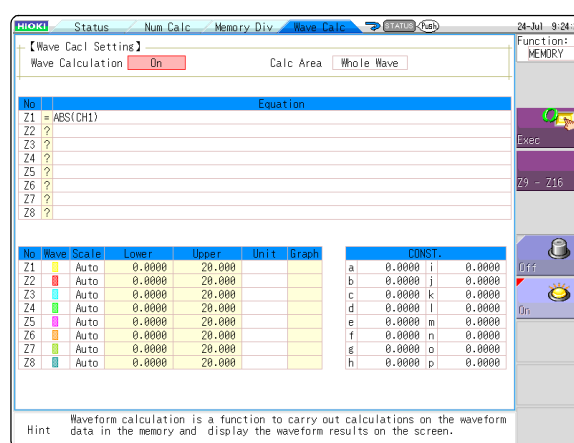 HIOKI Status Num Calc Memory Div Wave Calc STATUS Push 24-Jul 9:24:
Function:
MEMORY
【Wave Cacl Setting】
Wave Calculation On Calc Area Whole Wave
No Equation
Z1 = ABS(CH1)
Z2 ?
Z3 ?
Z4 ?
Z5 ?
Z6 ?
Z7 ?
Z8 ?
Exec
Z9 - Z16
Off
On
No Wave Scale Lower Upper Unit Graph
Z1 Auto 0.0000 20.000
Z2 Auto 0.0000 20.000
Z3 Auto 0.0000 20.000
Z4 Auto 0.0000 20.000
Z5 Auto 0.0000 20.000
Z6 Auto 0.0000 20.000
Z7 Auto 0.0000 20.000
Z8 Auto 0.0000 20.000
CONST.
a 0.0000 i 0.0000
b 0.0000 j 0.0000
c 0.0000 k 0.0000
d 0.0000 l 0.0000
e 0.0000 m 0.0000
f 0.0000 n 0.0000
g 0.0000 o 0.0000
h 0.0000 p 0.0000
Hint Waveform calculation is a function to carry out calculations on the waveform
data in the memory and display the waveform results on the screen.